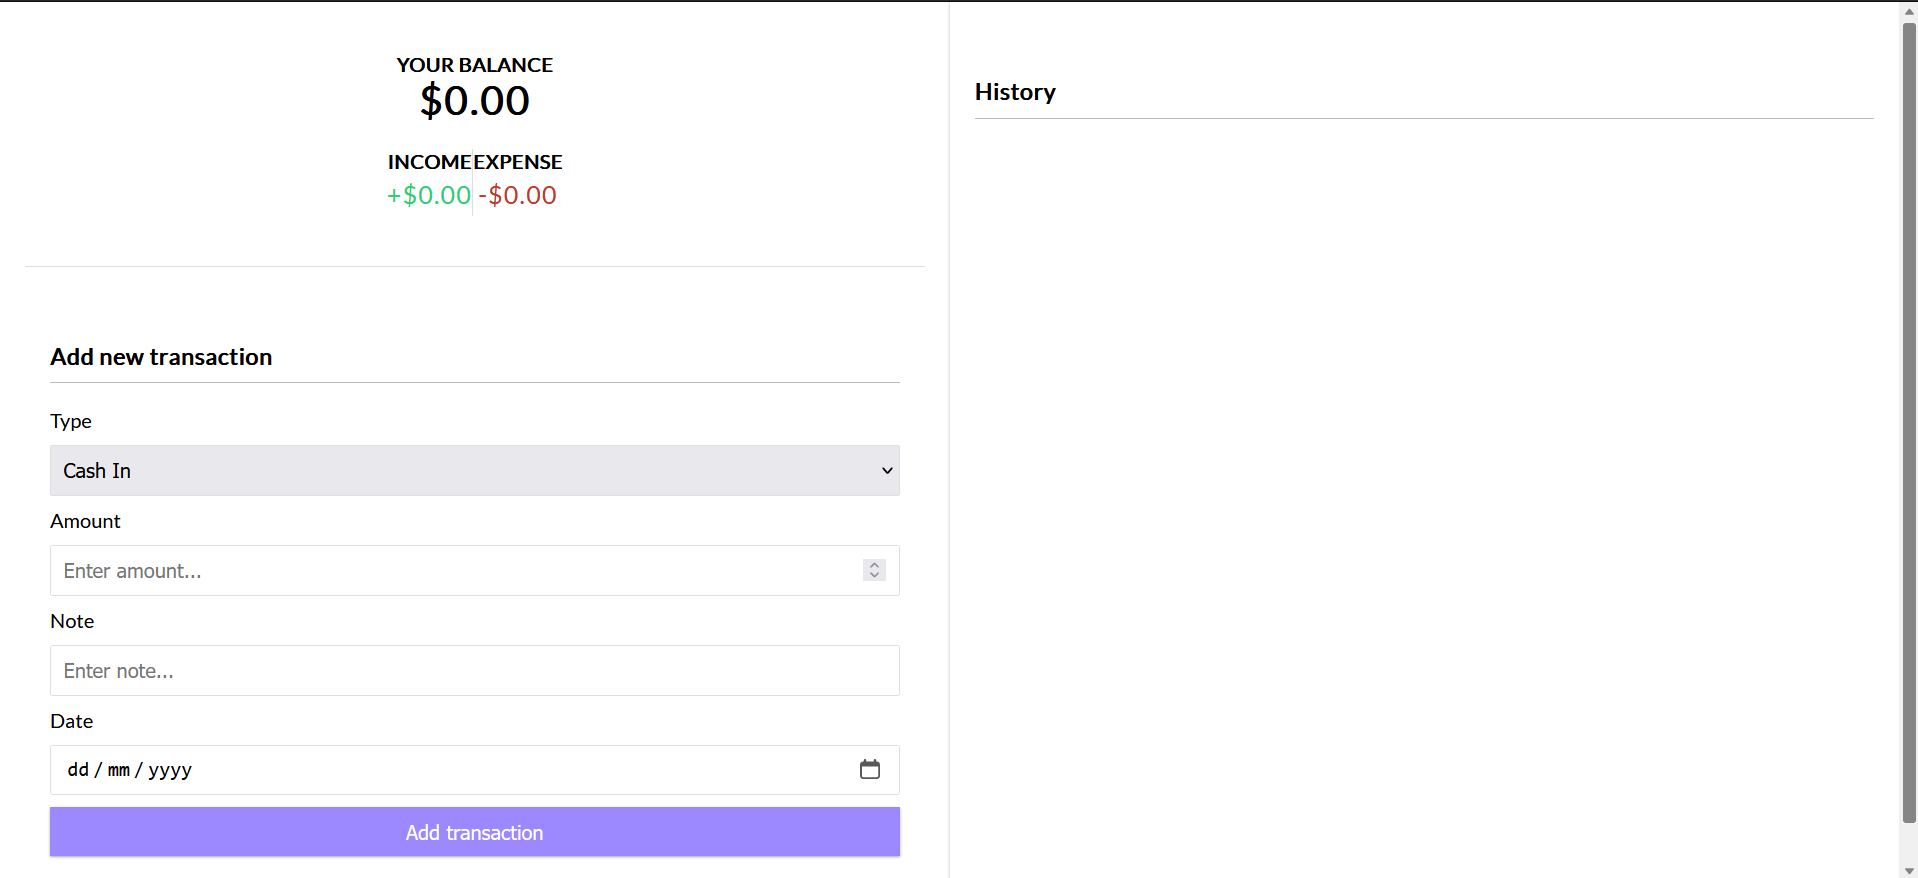 YOUR BALANCE
$0.00
INCOME EXPENSE
+$0.00 -$0.00
Add new transaction
Type
Cash In
Amount
Enter amount...
Note
Enter note...
Date
dd / mm / yyyy
Add transaction
History